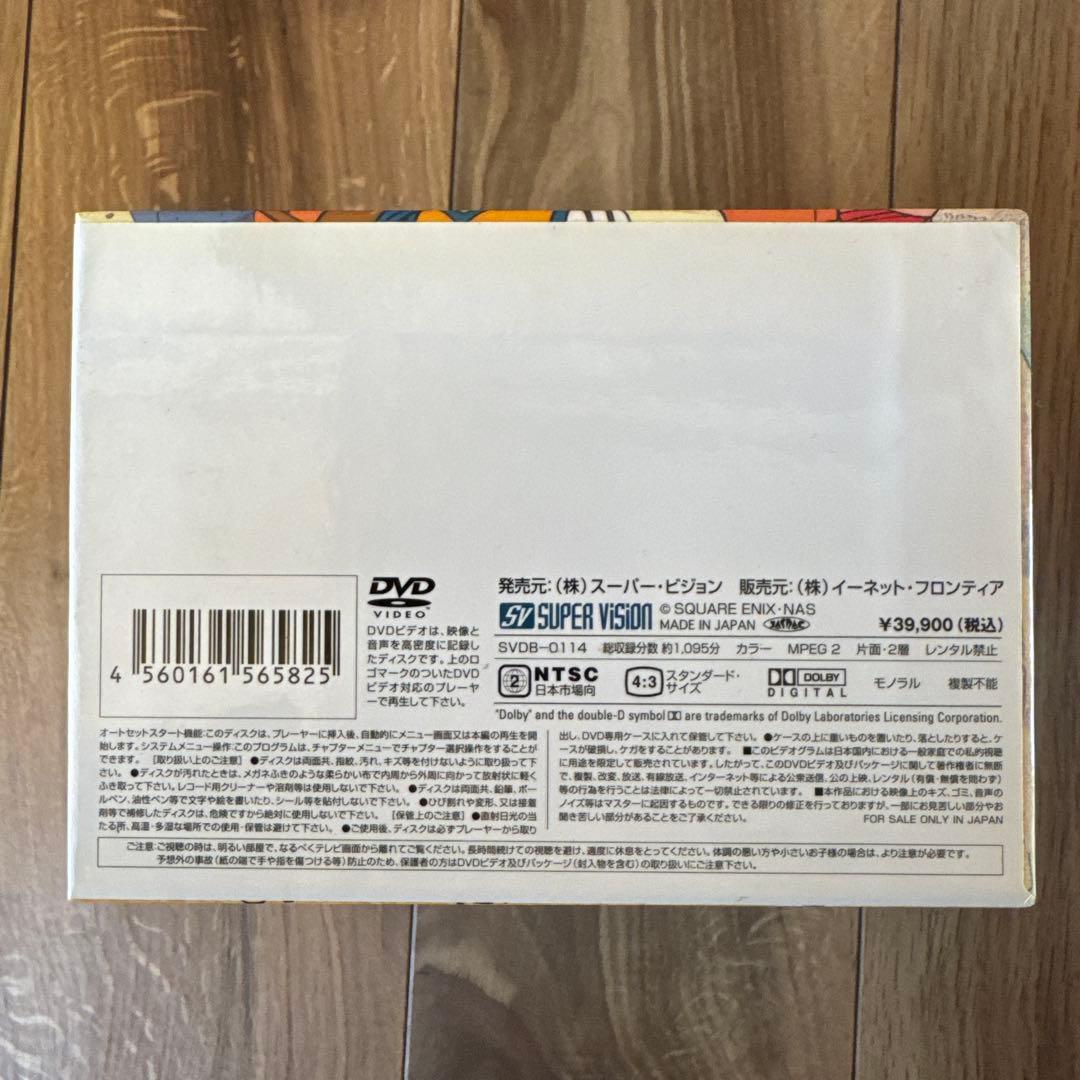 4 560161 565825
DVD
VIDEO
DVDビデオは、映像と
音声を高密度に記録し
たディスクです。上のロ
ゴマークのついたDVD
ビデオ対応のプレーヤ
ーで再生して下さい。
発売元:(株)スーパー・ビジョン 販売元:(株)イーネット・フロンティア
SV SUPER ViSiON © SQUARE ENIX・NAS
MADE IN JAPAN
¥39,900(税込)
SVDB-0114 総収録分数 約1,095分 カラー MPEG 2 片面・2層 レンタル禁止
2 NTSC
日本市場向
4:3 スタンダード・
サイズ
DOLBY
DIGITAL
モノラル 複製不能
"Dolby" and the double-D symbol are trademarks of Dolby Laboratories Licensing Corporation.
オートセットスタート機能:このディスクは、プレーヤーに挿入後、自動的にメニュー画面又は本編の再生を開
始します。システムメニュー操作:このプログラムは、チャプターメニューでチャプター選択操作をすることが
できます。 [取り扱い上のご注意] ●ディスクは両面共、指紋、汚れ、キズ等を付けないように取り扱って下
さい。●ディスクが汚れたときは、メガネふきのような柔らかい布で内周から外周に向かって放射状に軽く
ふき取って下さい。レコード用クリーナーや溶剤等は使用しないで下さい。 ●ディスクは両面共、鉛筆、ボー
ルペン、油性ペン等で文字や絵を書いたり、シール等を貼付しないで下さい。 ●ひび割れや変形、又は接着
剤等で補修したディスクは、危険ですから絶対に使用しないで下さい。 [保管上のご注意] ●直射日光の当
たる所、高温・多湿な場所での使用・保管は避けて下さい。 ●ご使用後、ディスクは必ずプレーヤーから取り
出し、DVD専用ケースに入れて保管して下さい。 ●ケースの上に重いものを置いたり、落としたりすると、ケ
ースが破損し、ケガをすることがあります。 ■このビデオグラムは日本国内における一般家庭での私的視聴
に用途を限定して販売されています。したがって、このDVDビデオ及びパッケージに関して著作権者に無断
で、複製、改変、放送、有線放送、インターネット等による公衆送信、公の上映、レンタル(有償・無償を問わず)
等の行為を行うことは法律によって一切禁止されています。 ■本作品における映像上のキズ、ゴミ、音声の
ノイズ等はマスターに起因するものです。できる限りの修正を行っておりますが、一部にお見苦しい部分やお
聞き苦しい部分があることをご了承ください。 FOR SALE ONLY IN JAPAN
ご注意:ご視聴の時は、明るい部屋で、なるべくテレビ画面から離れてご覧ください。長時間続けての視聴を避け、適度に休息をとってください。体調の悪い方や小さいお子様の場合は、より注意が必要です。
予想外の事故(紙の端で手や指を傷つける等)防止のため、保護者の方はDVDビデオ及びパッケージ(封入物を含む)の取り扱いにご注意下さい。